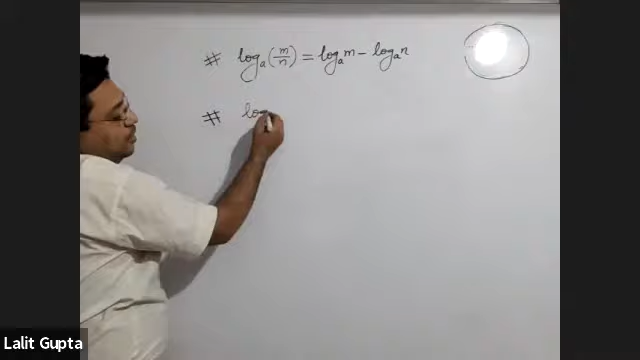 # logₐ(m/n) = logₐm − logₐn
# lo
Lalit Gupta